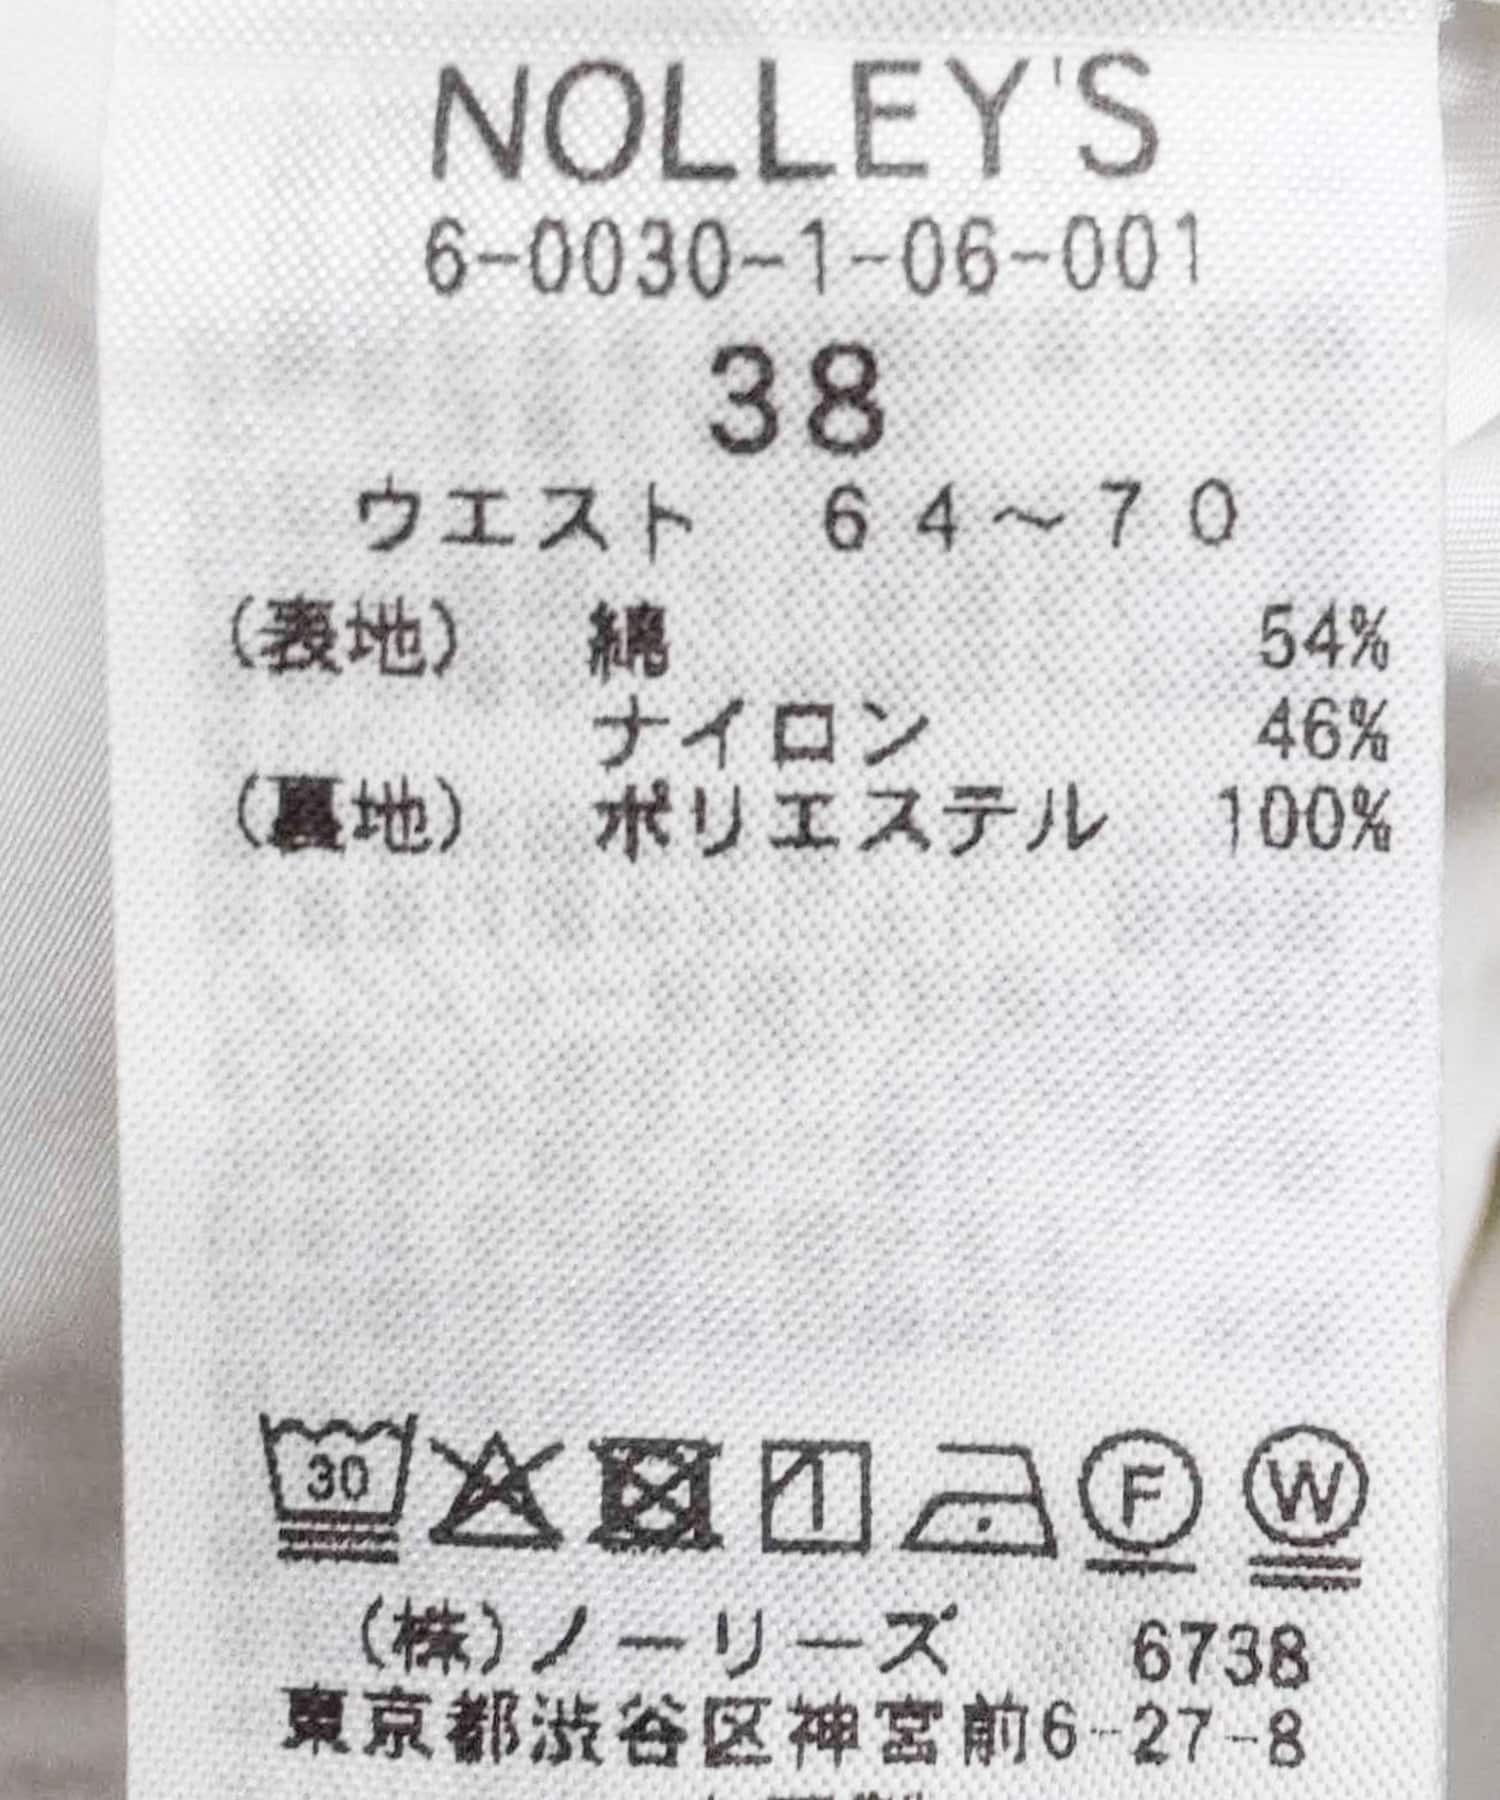 NOLLEY'S
6-0030-1-06-001
38
ウエスト 64～70
(表地) 綿 54%
ナイロン 46%
(裏地) ポリエステル 100%
30 F W
(株)ノーリーズ 6738
東京都渋谷区神宮前6-27-8